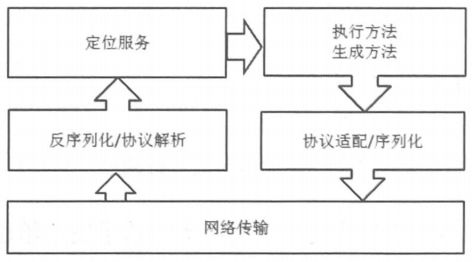 定位服务
执行方法
生成方法
反序列化/协议解析
协议适配/序列化
网络传输